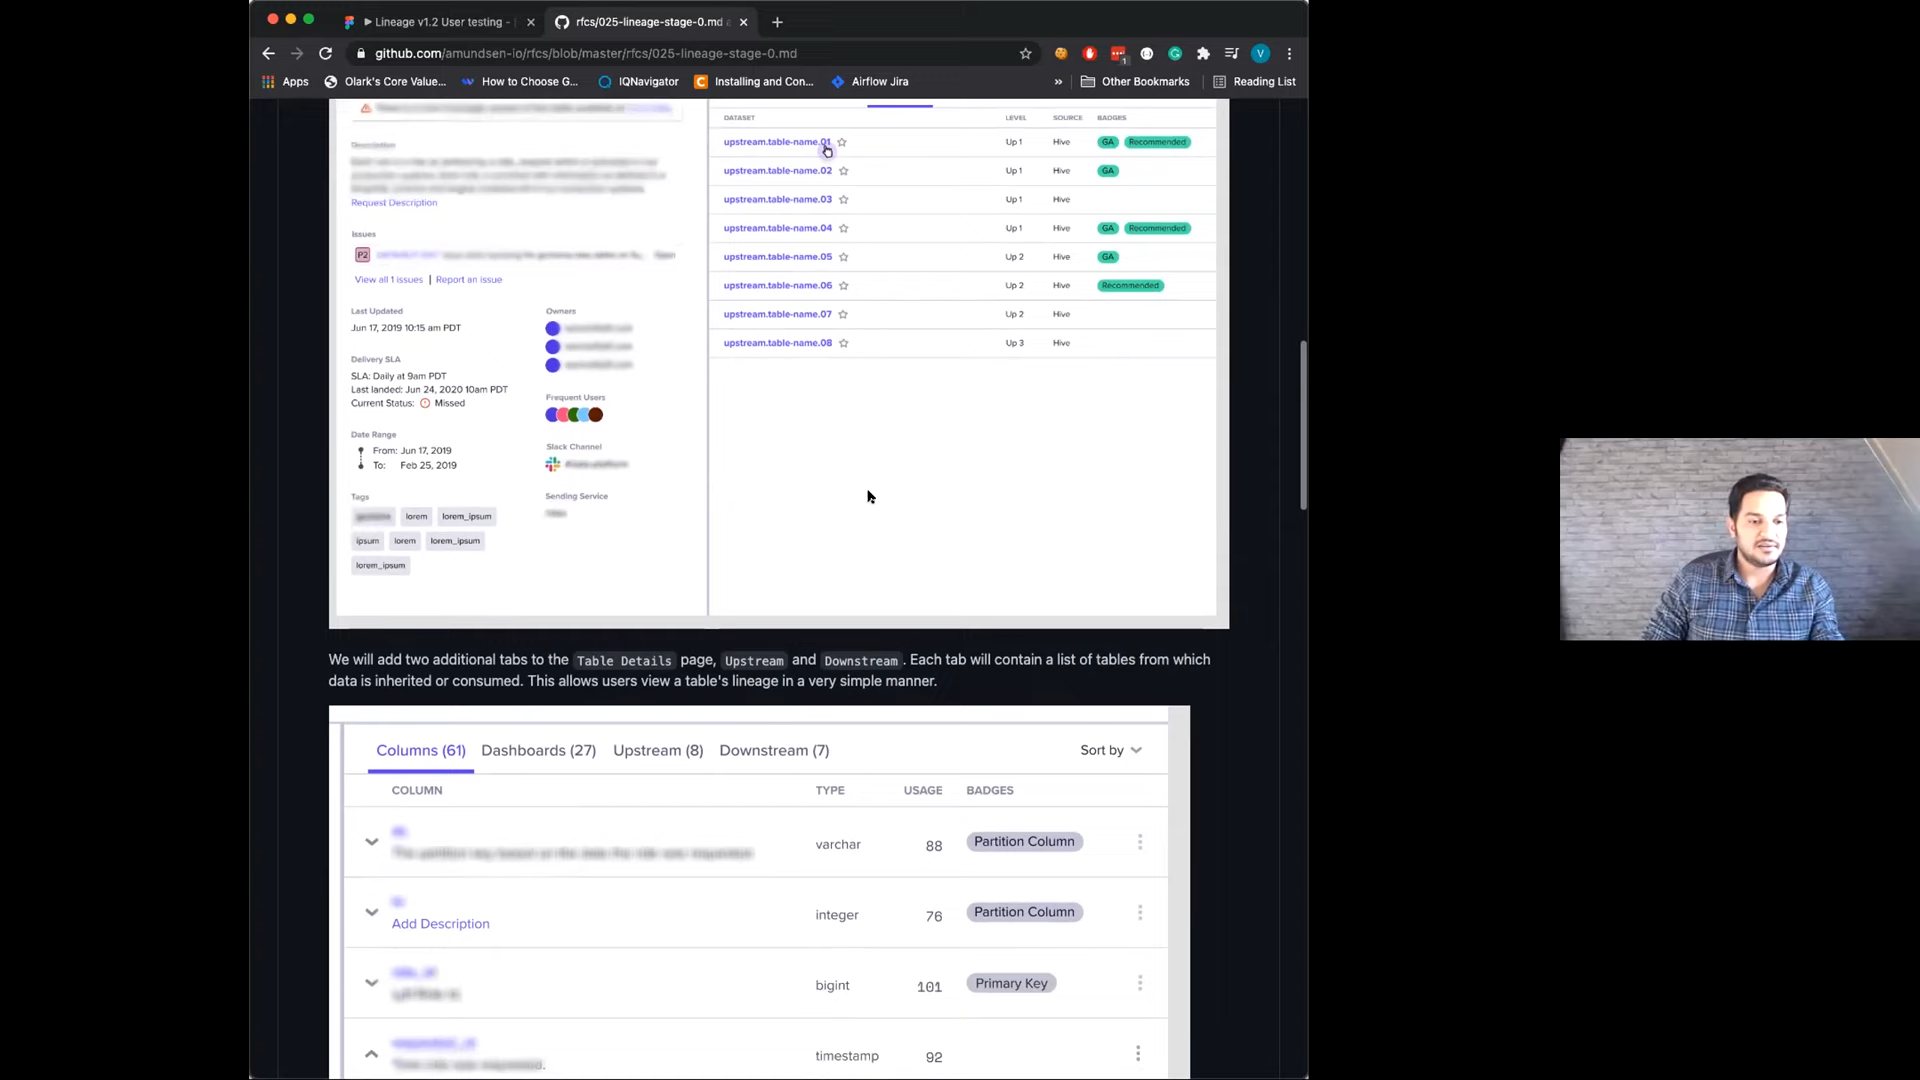 Lineage v1.2 User testing -
rfcs/025-lineage-stage-0.md a
github.com/amundsen-io/rfcs/blob/master/rfcs/025-lineage-stage-0.md
1
V
Apps
Olark's Core Value...
How to Choose G...
IQNavigator
Installing and Con...
Airflow Jira
»
Other Bookmarks
Reading List
DATASET LEVEL SOURCE BADGES
upstream.table-name.01 Up 1 Hive GA Recommended
upstream.table-name.02 Up 1 Hive GA
upstream.table-name.03 Up 1 Hive
upstream.table-name.04 Up 1 Hive GA Recommended
upstream.table-name.05 Up 2 Hive GA
upstream.table-name.06 Up 2 Hive Recommended
upstream.table-name.07 Up 2 Hive
upstream.table-name.08 Up 3 Hive
Description
Request Description
Issues
P2
View all 1 issues | Report an issue
Last Updated
Jun 17, 2019 10:15 am PDT
Delivery SLA
SLA: Daily at 9am PDT
Last landed: Jun 24, 2020 10am PDT
Current Status: Missed
Date Range
From: Jun 17, 2019
To: Feb 25, 2019
Tags
lorem lorem_ipsum
ipsum lorem lorem_ipsum
lorem_ipsum
Owners
Frequent Users
Slack Channel
Sending Service
We will add two additional tabs to the Table Details page, Upstream and Downstream. Each tab will contain a list of tables from which
data is inherited or consumed. This allows users view a table's lineage in a very simple manner.
Columns (61) Dashboards (27) Upstream (8) Downstream (7) Sort by
COLUMN TYPE USAGE BADGES
varchar 88 Partition Column
Add Description integer 76 Partition Column
bigint 101 Primary Key
timestamp 92